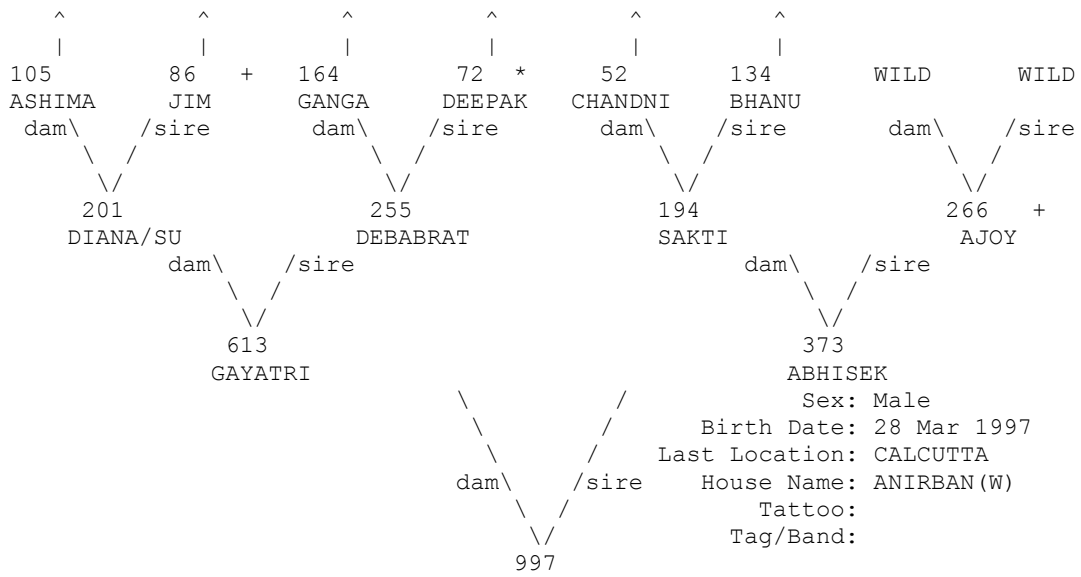 ^ ^ ^ ^ ^ ^
| | | | | |
105 86 + 164 72 * 52 134 WILD WILD
ASHIMA JIM GANGA DEEPAK CHANDNI BHANU
dam\ /sire dam\ /sire dam\ /sire dam\ /sire
\ / \ / \ / \ /
\/ \/ \/ \/
201 255 194 266 +
DIANA/SU DEBABRAT SAKTI AJOY
dam\ /sire dam\ /sire
\ / \ /
\/ \/
613 373
GAYATRI ABHISEK
\ / Sex: Male
\ / Birth Date: 28 Mar 1997
\ / Last Location: CALCUTTA
dam\ /sire House Name: ANIRBAN(W)
\ / Tattoo:
\/ Tag/Band:
997